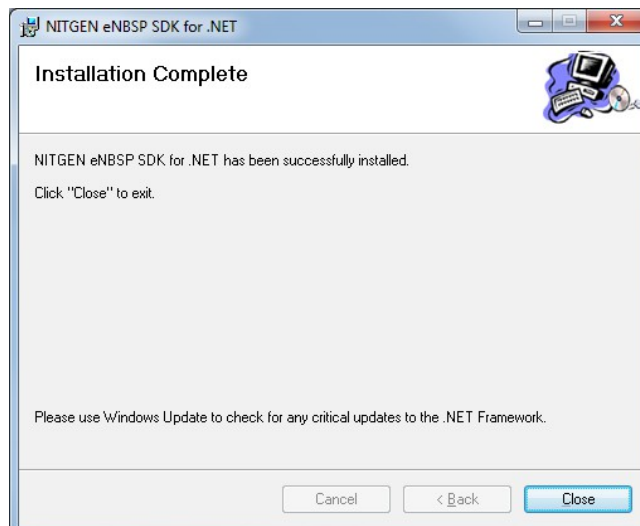 NITGEN eNBSP SDK for .NET
Installation Complete
NITGEN eNBSP SDK for .NET has been successfully installed.
Click "Close" to exit.
Please use Windows Update to check for any critical updates to the .NET Framework.
Cancel
< Back
Close